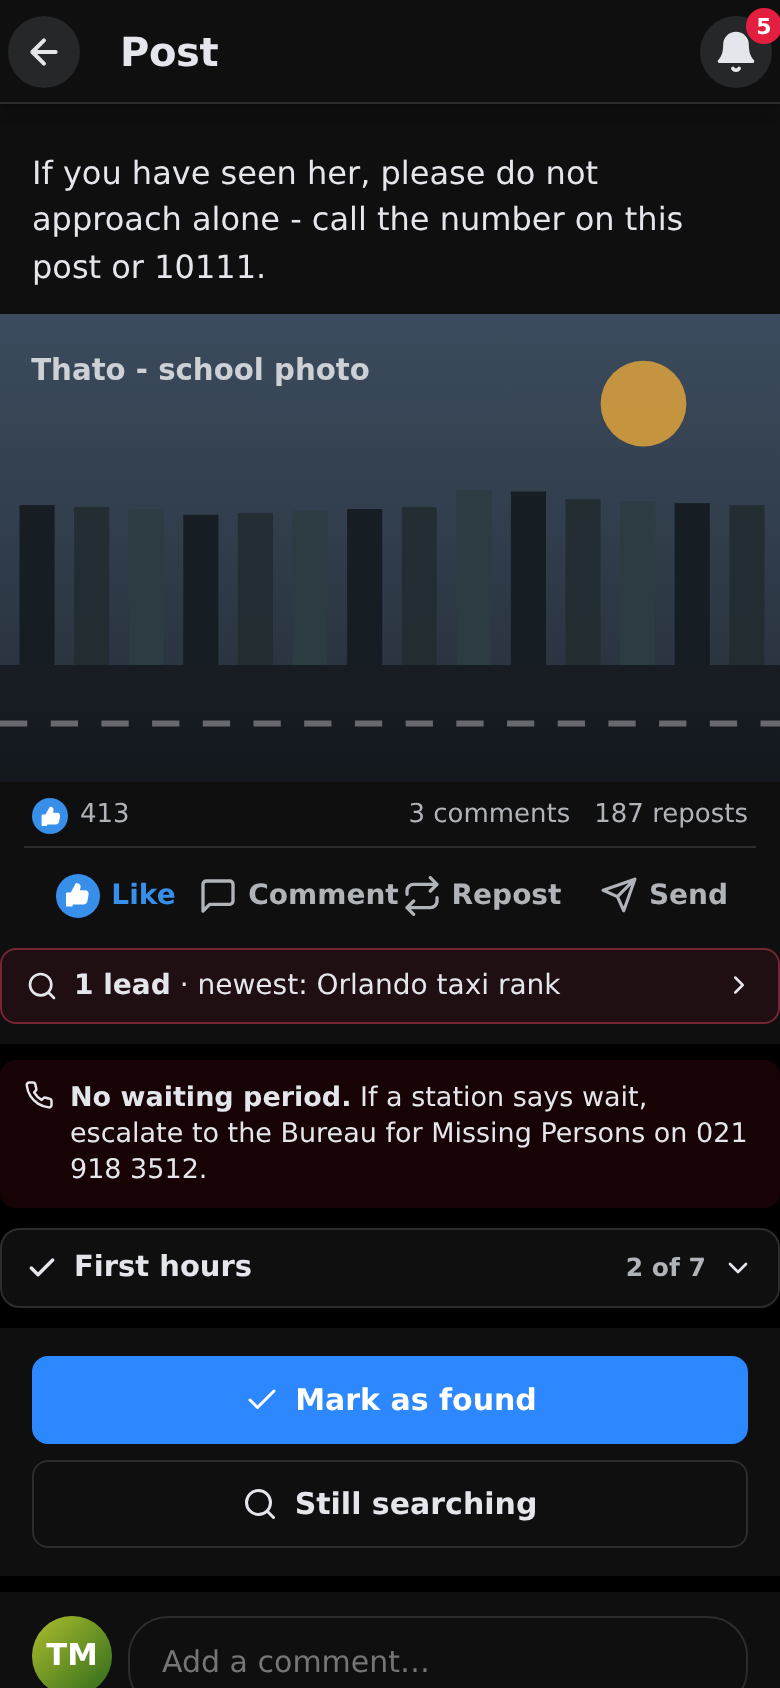 Post
5
If you have seen her, please do not
approach alone - call the number on this
post or 10111.
Thato - school photo
413
3 comments 187 reposts
Like Comment Repost Send
1 lead · newest: Orlando taxi rank
No waiting period. If a station says wait,
escalate to the Bureau for Missing Persons on 021
918 3512.
First hours 2 of 7
Mark as found
Still searching
TM
Add a comment...